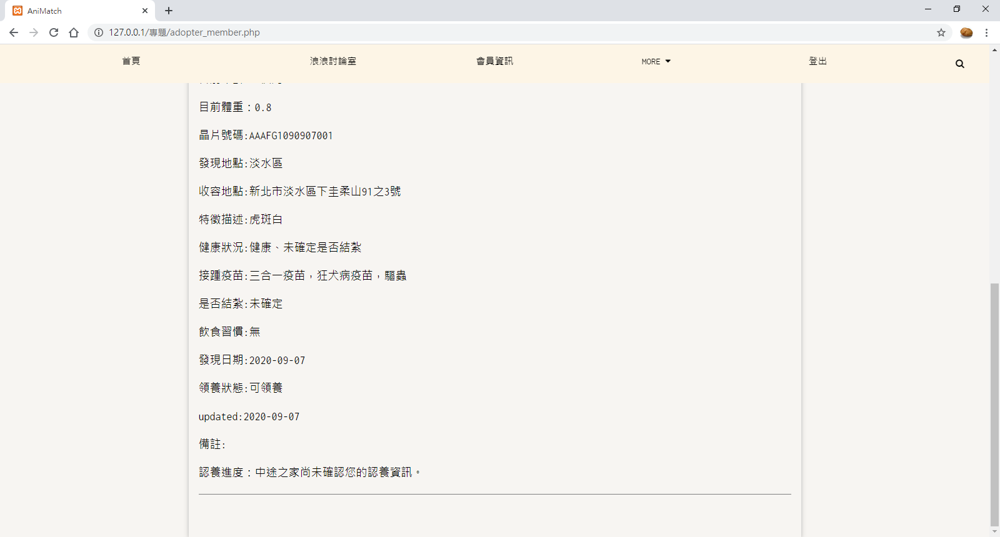 AniMatch
127.0.0.1/專題/adopter_member.php
首頁
浪浪討論室
會員資訊
MORE
登出
目前體重：0.8
晶片號碼:AAAFG1090907001
發現地點:淡水區
收容地點:新北市淡水區下圭柔山91之3號
特徵描述:虎斑白
健康狀況:健康、未確定是否結紮
接踵疫苗:三合一疫苗，狂犬病疫苗，驅蟲
是否結紮:未確定
飲食習慣:無
發現日期:2020-09-07
領養狀態:可領養
updated:2020-09-07
備註:
認養進度：中途之家尚未確認您的認養資訊。